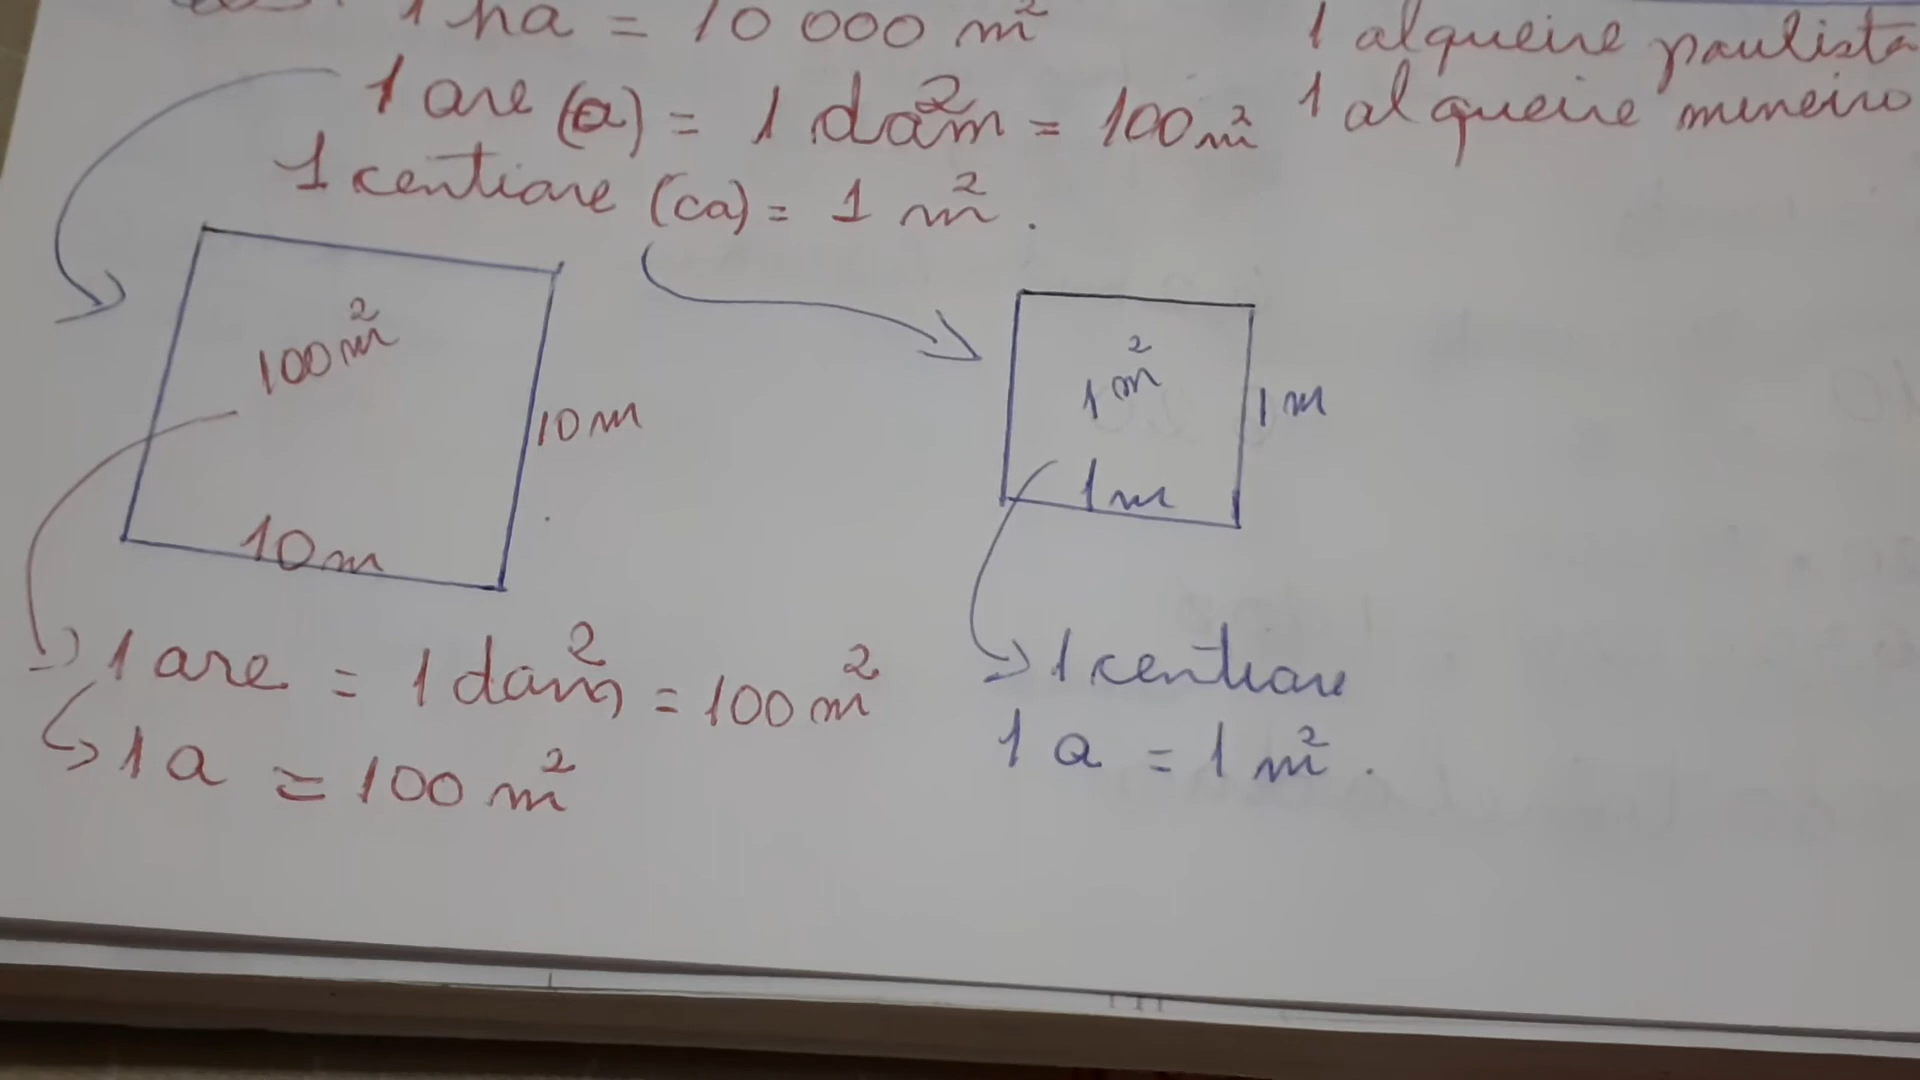 1 ha = 10 000 m²
1 alqueire paulista
1 are (a) = 1 dam² = 100 m²
1 alqueire mineiro
1 centiare (ca) = 1 m².
100 m²
10 m
10 m
1 m²
1 m
1 m
1 are = 1 dam² = 100 m²
1 a = 100 m²
1 centiare
1 a = 1 m².